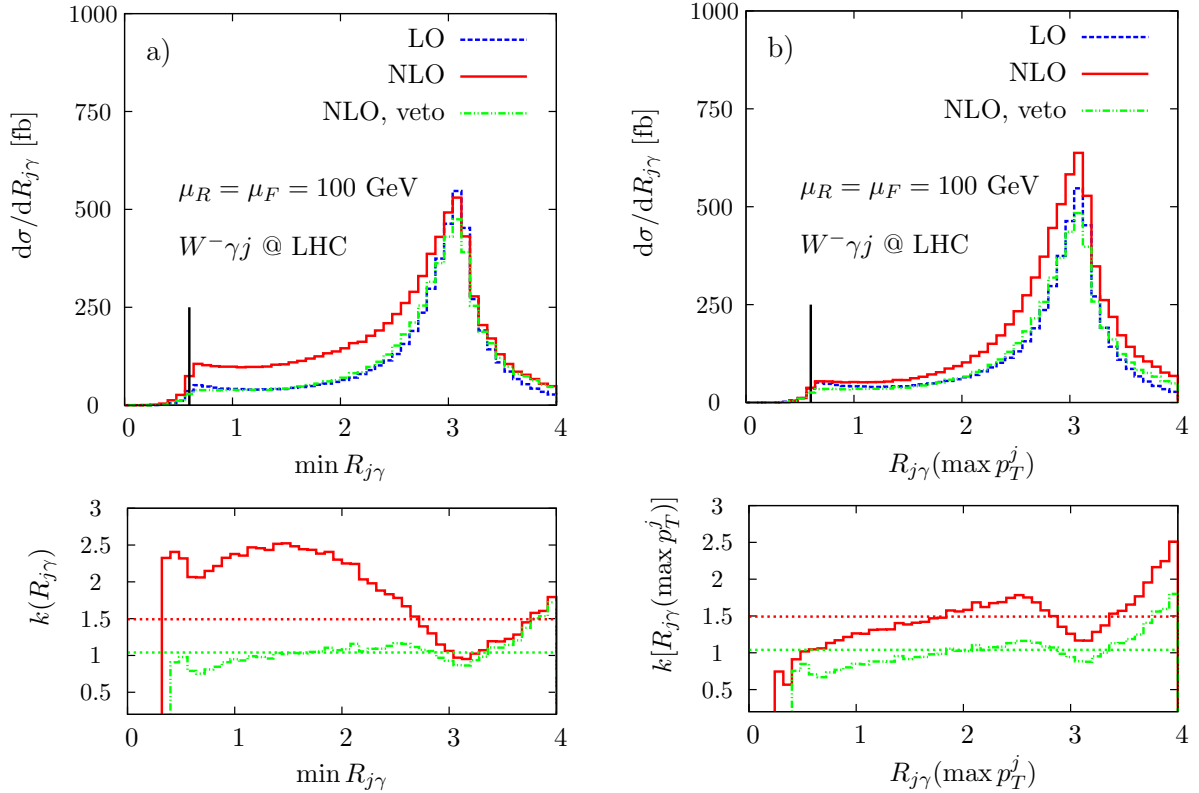 a)
LO
NLO
NLO, veto
μ_R = μ_F = 100 GeV
W⁻γj @ LHC
dσ/dR_{jγ} [fb]
1000
750
500
250
0
0 1 2 3 4
min R_{jγ}
b)
LO
NLO
NLO, veto
μ_R = μ_F = 100 GeV
W⁻γj @ LHC
dσ/dR_{jγ} [fb]
1000
750
500
250
0
0 1 2 3 4
R_{jγ}(max p_T^j)
k(R_{jγ})
3
2.5
2
1.5
1
0.5
0 1 2 3 4
min R_{jγ}
k[R_{jγ}(max p_T^j)]
3
2.5
2
1.5
1
0.5
0 1 2 3 4
R_{jγ}(max p_T^j)